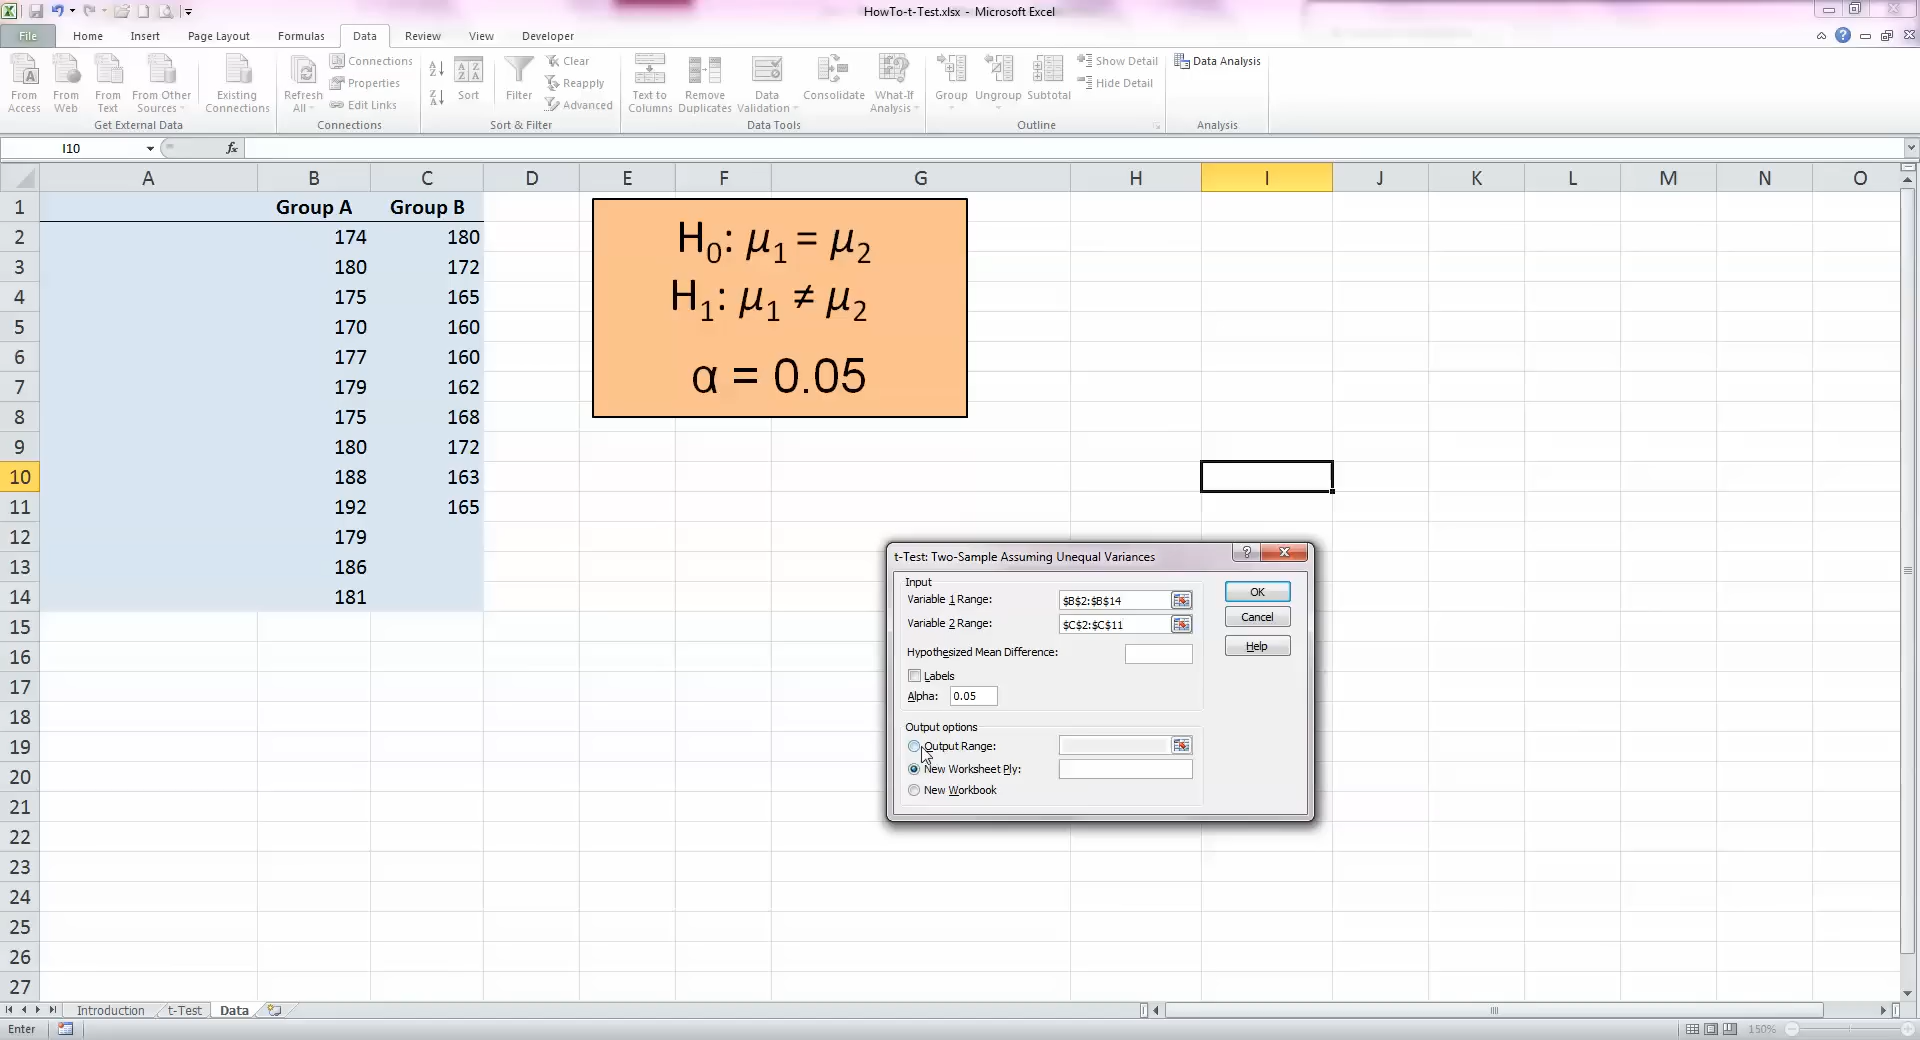 HowTo-t-Test.xlsx - Microsoft Excel
File Home Insert Page Layout Formulas Data Review View Developer
From Access
From Web
From Text
From Other Sources
Existing Connections
Get External Data
Refresh All
Connections
Properties
Edit Links
Connections
Sort
Filter
Clear
Reapply
Advanced
Sort & Filter
Text to Columns
Remove Duplicates
Data Validation
Consolidate
What-If Analysis
Data Tools
Group
Ungroup
Subtotal
Show Detail
Hide Detail
Outline
Data Analysis
Analysis
I10 fx
A B C D E F G H I J K L M N O
1 Group A Group B
2 174 180
3 180 172
4 175 165
5 170 160
6 177 160
7 179 162
8 175 168
9 180 172
10 188 163
11 192 165
12 179
13 186
14 181
15
16
17
18
19
20
21
22
23
24
25
26
27
H0: μ1 = μ2
H1: μ1 ≠ μ2
α = 0.05
t-Test: Two-Sample Assuming Unequal Variances
Input
Variable 1 Range: $B$2:$B$14
Variable 2 Range: $C$2:$C$11
Hypothesized Mean Difference:
Labels
Alpha: 0.05
Output options
Output Range:
New Worksheet Ply:
New Workbook
OK
Cancel
Help
Introduction t-Test Data
Enter 150%